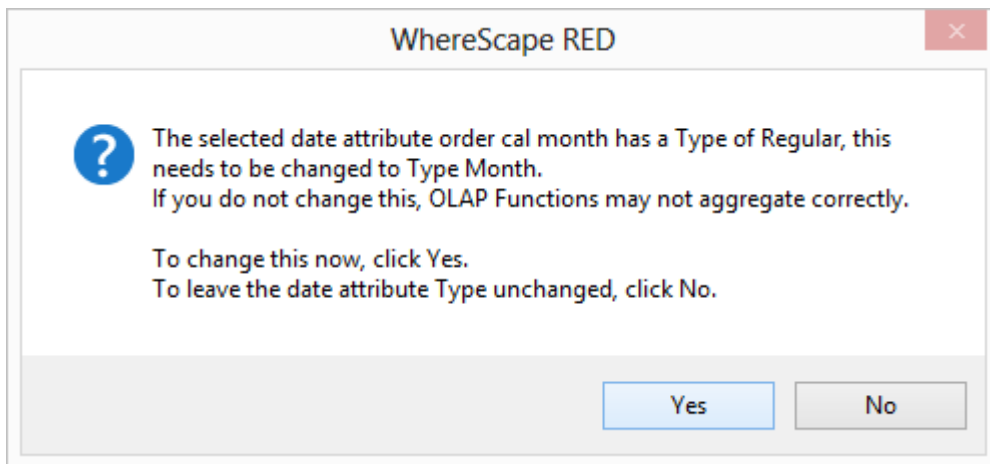 WhereScape RED
The selected date attribute order cal month has a Type of Regular, this
needs to be changed to Type Month.
If you do not change this, OLAP Functions may not aggregate correctly.
To change this now, click Yes.
To leave the date attribute Type unchanged, click No.
Yes No